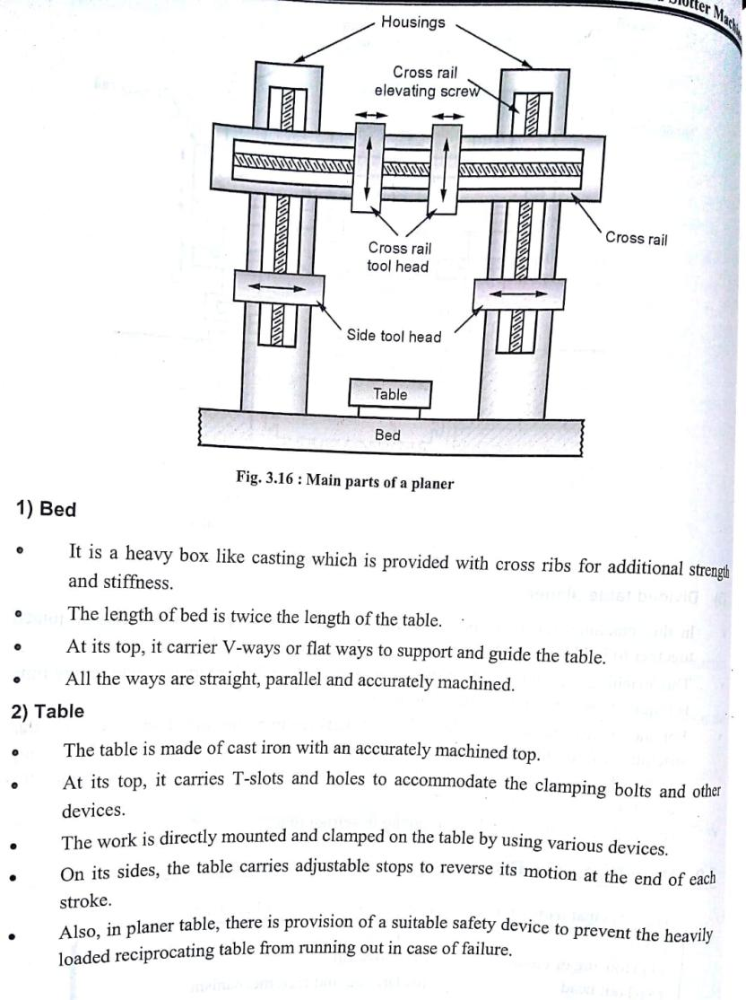 Slotter Machine
Housings
Cross rail
elevating screw
Cross rail
Cross rail
tool head
Side tool head
Table
Bed
Fig. 3.16 : Main parts of a planer
1) Bed
• It is a heavy box like casting which is provided with cross ribs for additional strength
and stiffness.
• The length of bed is twice the length of the table.
• At its top, it carrier V-ways or flat ways to support and guide the table.
• All the ways are straight, parallel and accurately machined.
2) Table
• The table is made of cast iron with an accurately machined top.
• At its top, it carries T-slots and holes to accommodate the clamping bolts and other
devices.
• The work is directly mounted and clamped on the table by using various devices.
• On its sides, the table carries adjustable stops to reverse its motion at the end of each
stroke.
• Also, in planer table, there is provision of a suitable safety device to prevent the heavily
loaded reciprocating table from running out in case of failure.